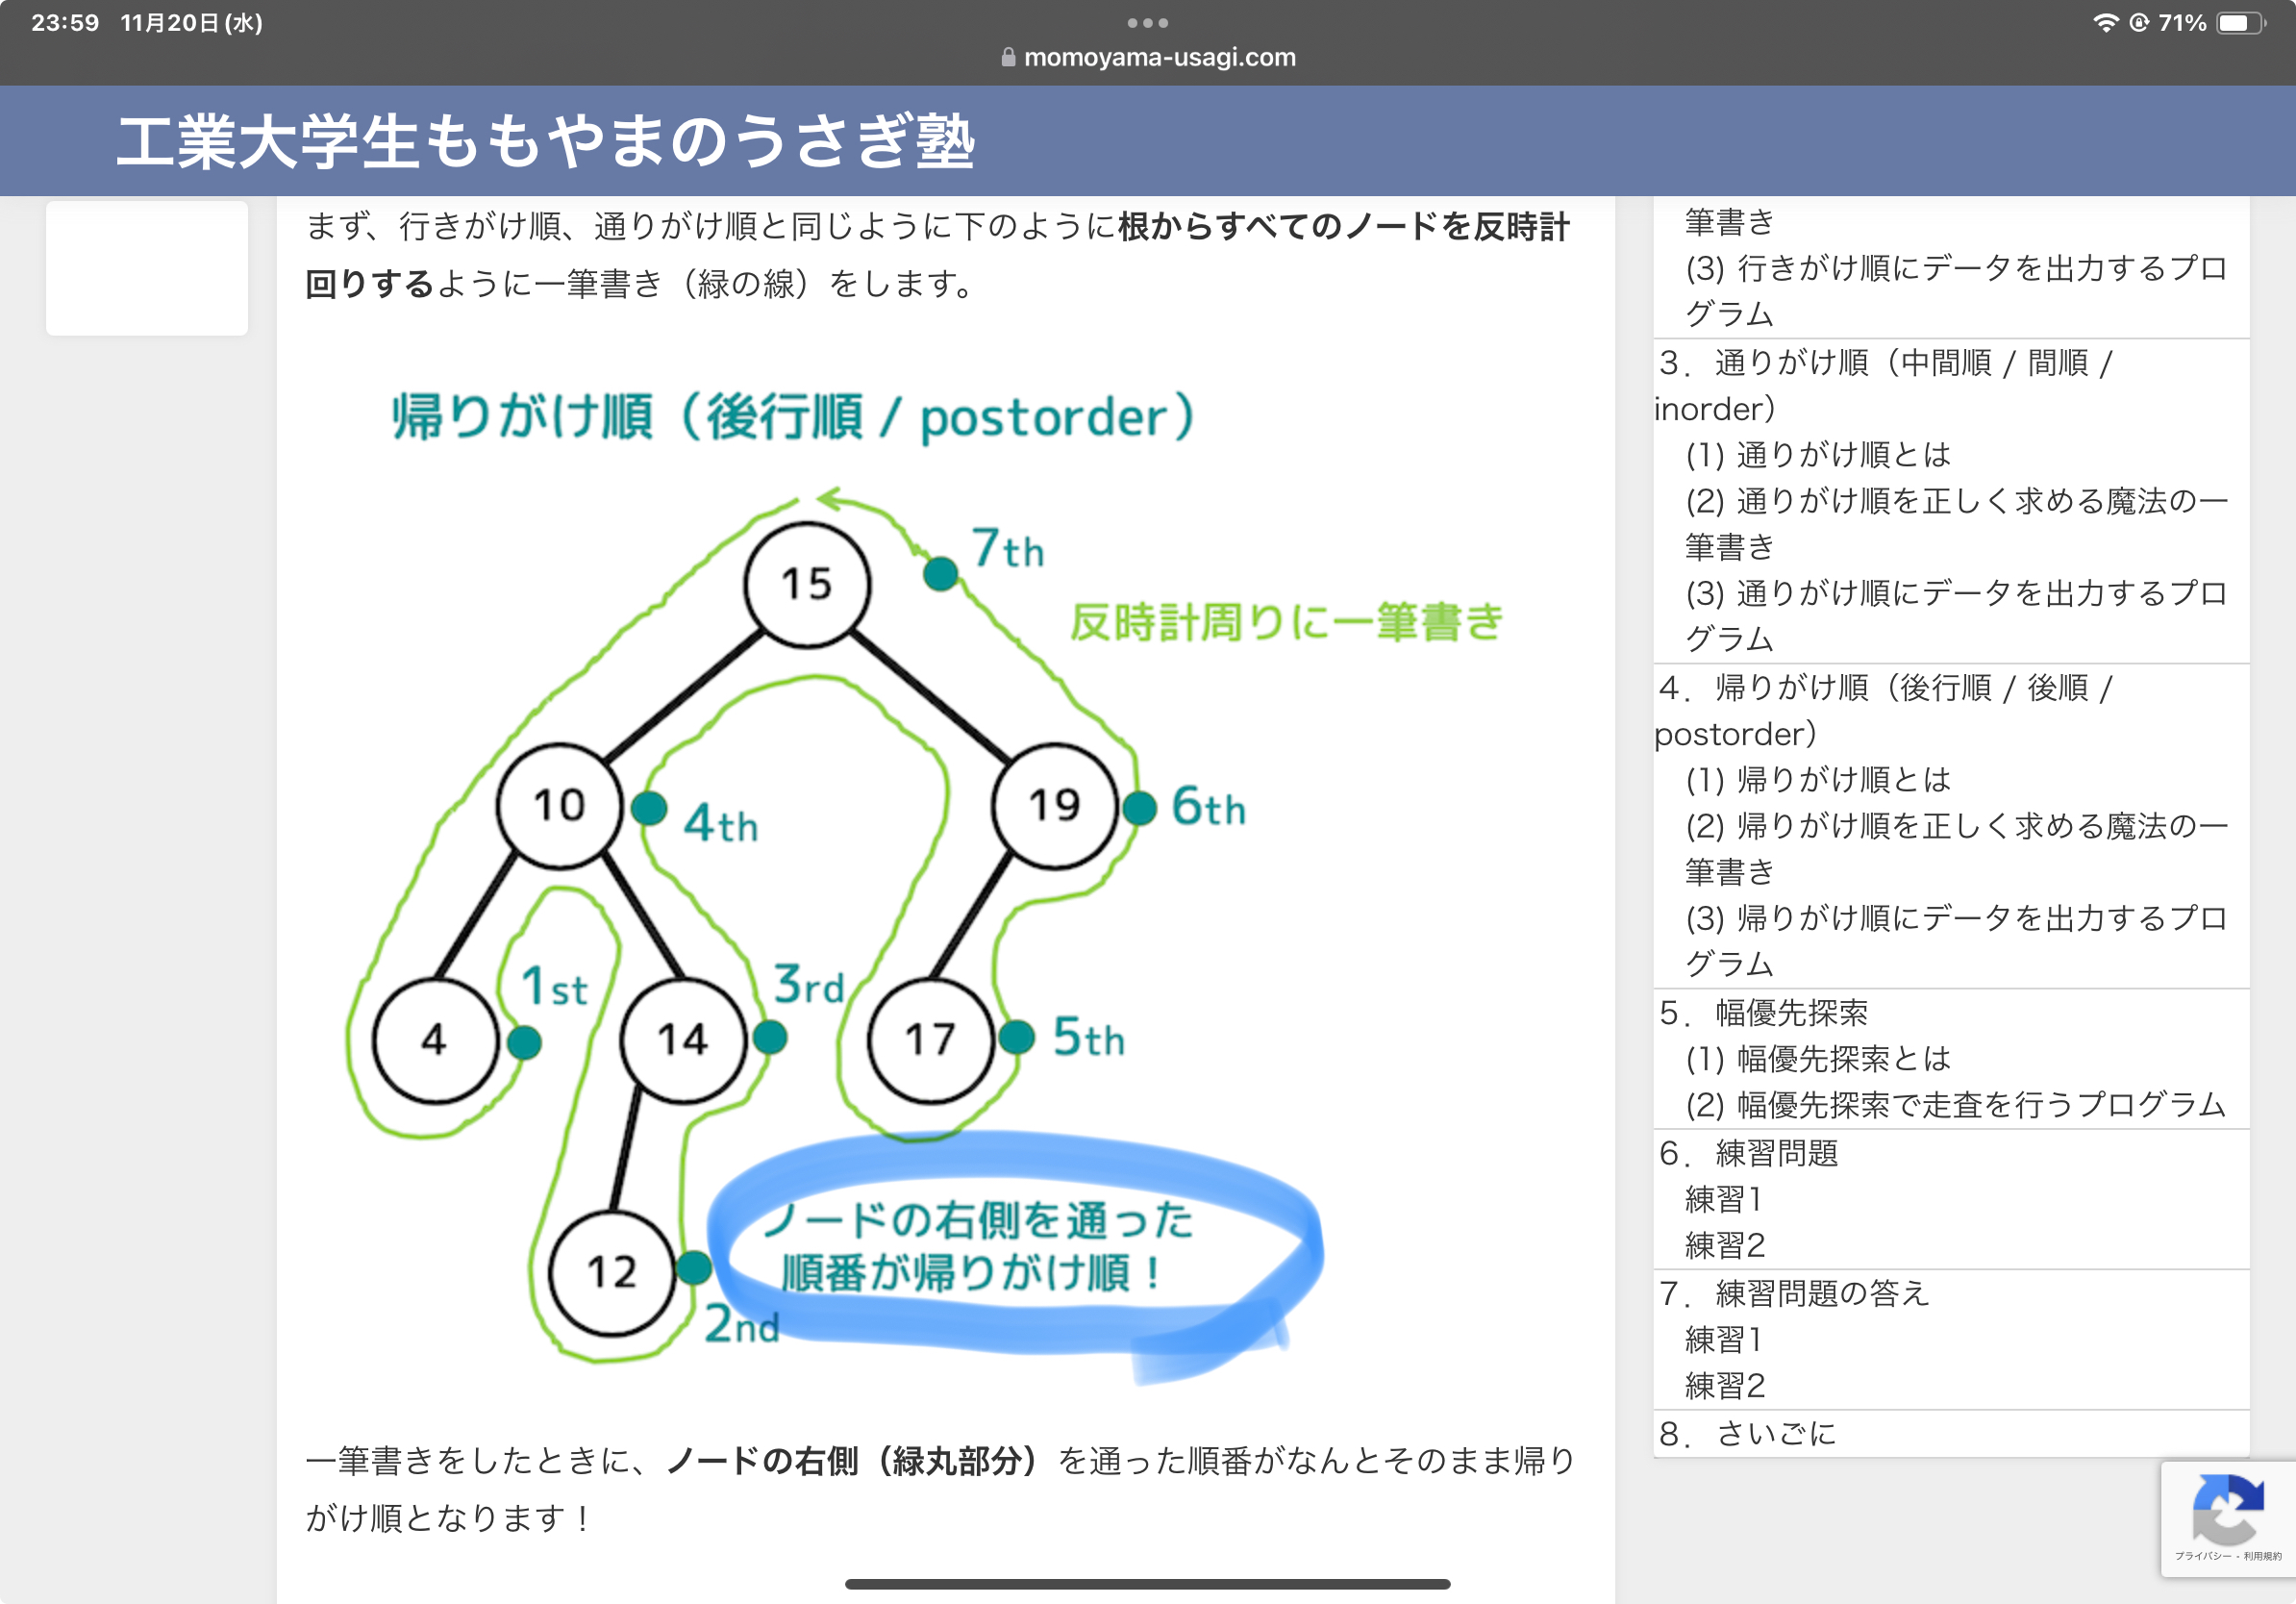 23:59 11月20日(水)
71%
momoyama-usagi.com
工業大学生ももやまのうさぎ塾
まず、行きがけ順、通りがけ順と同じように下のように根からすべてのノードを反時計
回りするように一筆書き（緑の線）をします。
帰りがけ順（後行順 / postorder）
7th
15
反時計周りに一筆書き
10
4th
19
6th
1st
3rd
4
14
17
5th
ノードの右側を通った
順番が帰りがけ順！
12
2nd
一筆書きをしたときに、ノードの右側（緑丸部分）を通った順番がなんとそのまま帰り
がけ順となります！
筆書き
(3) 行きがけ順にデータを出力するプロ
グラム
３．通りがけ順（中間順 / 間順 /
inorder）
(1) 通りがけ順とは
(2) 通りがけ順を正しく求める魔法の一
筆書き
(3) 通りがけ順にデータを出力するプロ
グラム
４．帰りがけ順（後行順 / 後順 /
postorder）
(1) 帰りがけ順とは
(2) 帰りがけ順を正しく求める魔法の一
筆書き
(3) 帰りがけ順にデータを出力するプロ
グラム
５．幅優先探索
(1) 幅優先探索とは
(2) 幅優先探索で走査を行うプログラム
６．練習問題
練習1
練習2
７．練習問題の答え
練習1
練習2
８．さいごに
プライバシー - 利用規約